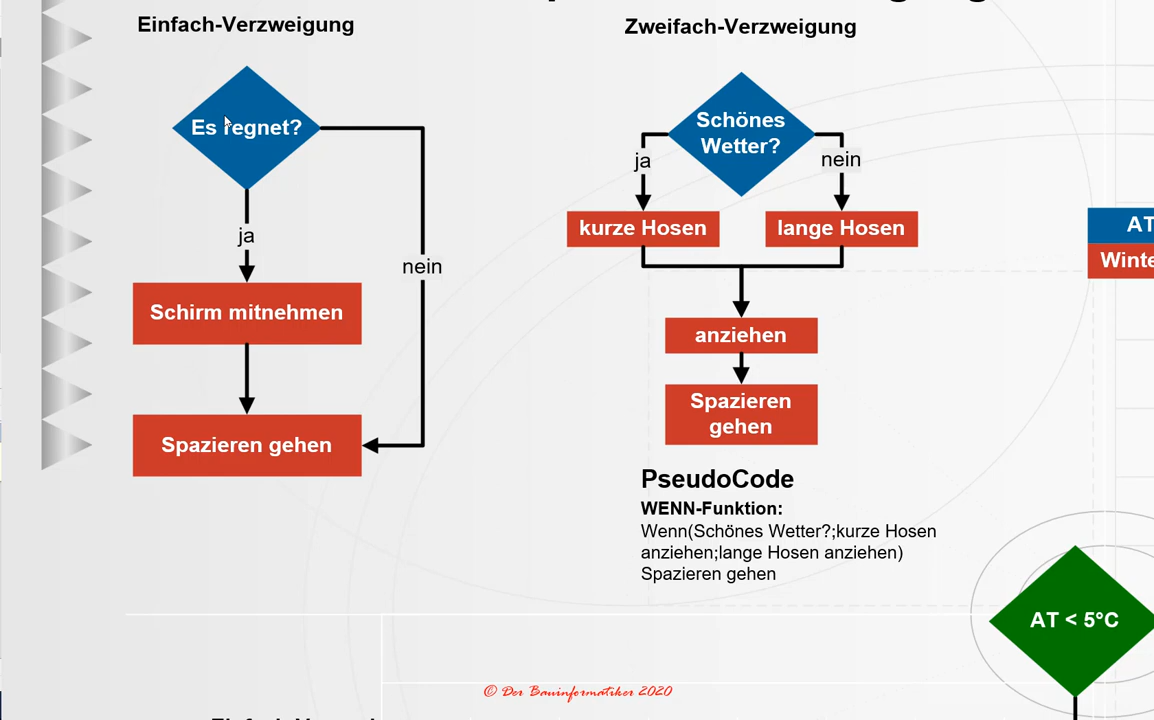 Einfach-Verzweigung
Es regnet?
ja
nein
Schirm mitnehmen
Spazieren gehen
Zweifach-Verzweigung
Schönes
Wetter?
ja
nein
kurze Hosen
lange Hosen
anziehen
Spazieren
gehen
PseudoCode
WENN-Funktion:
Wenn(Schönes Wetter?;kurze Hosen
anziehen;lange Hosen anziehen)
Spazieren gehen
AT < 5°C
© Der Bauinformatiker 2020